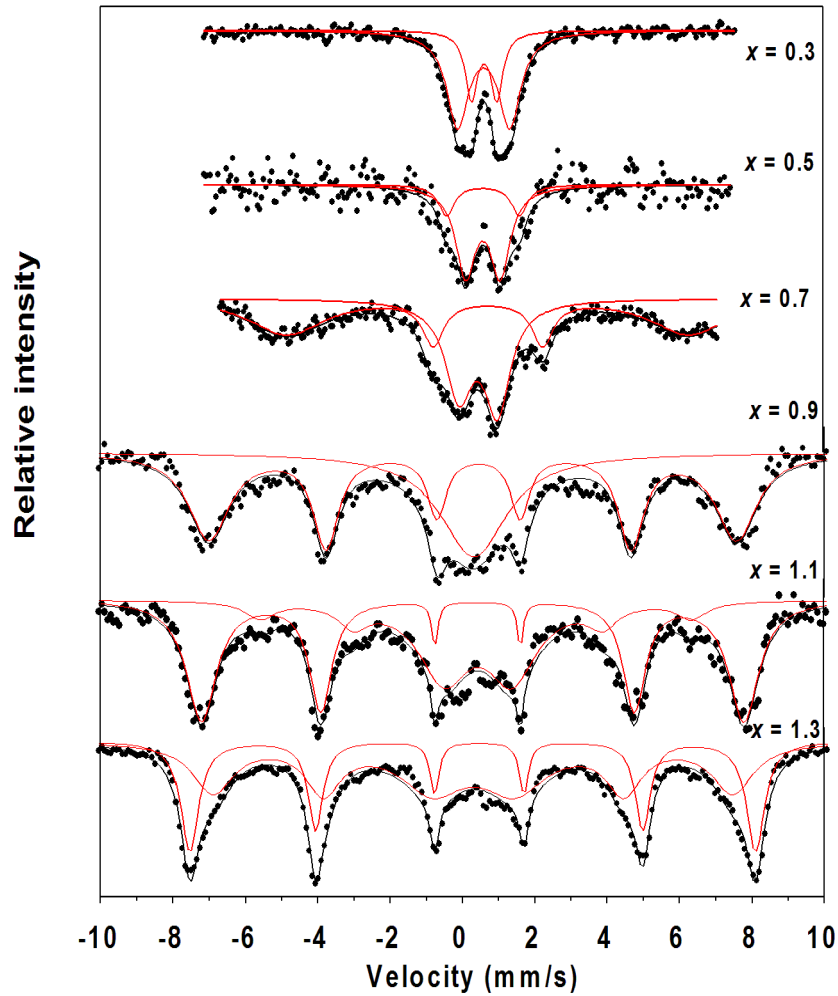 x = 0.3
x = 0.5
x = 0.7
x = 0.9
x = 1.1
x = 1.3
Relative intensity
-10 -8 -6 -4 -2 0 2 4 6 8 10
Velocity (mm/s)